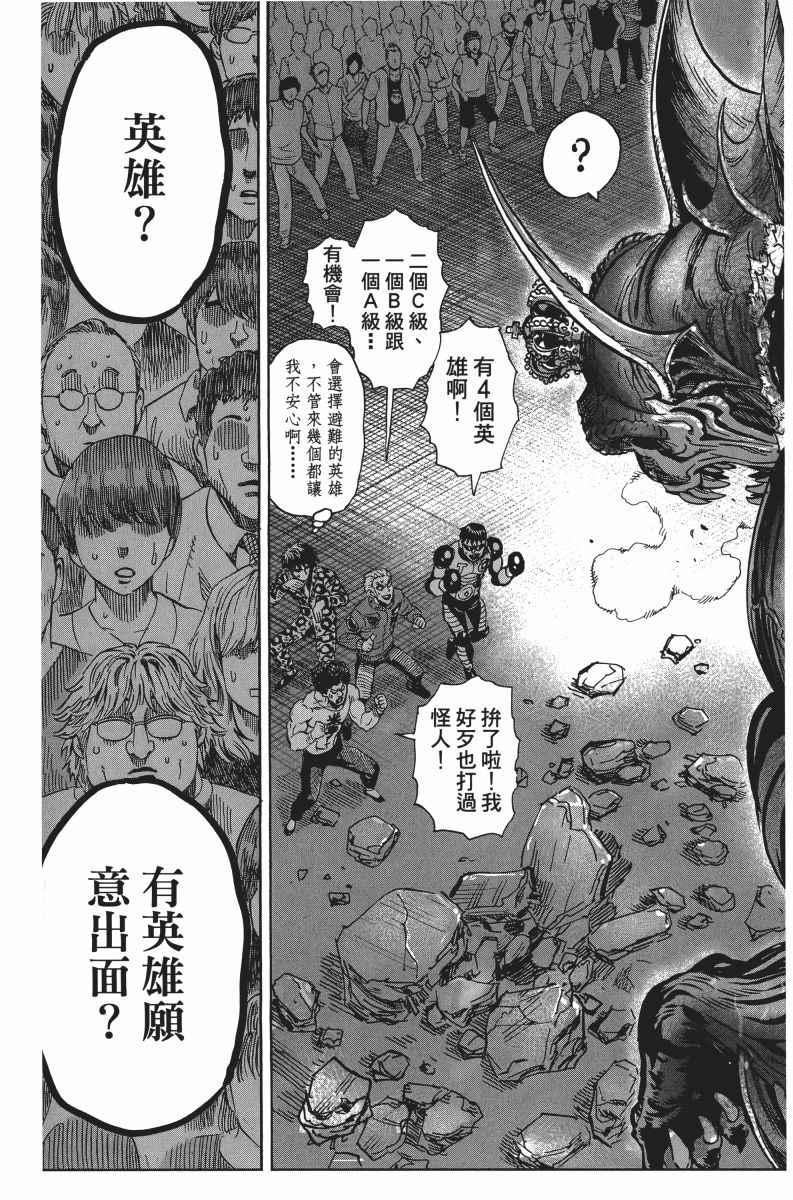 ?
有4個英
雄啊!
二個C級、
一個B級跟
一個A級⋯
有機會!
會選擇避難的英雄
,不管來幾個都讓
我不安心啊⋯⋯
拚了啦!我
好歹也打過
怪人!
英雄?
有英雄願
意出面?